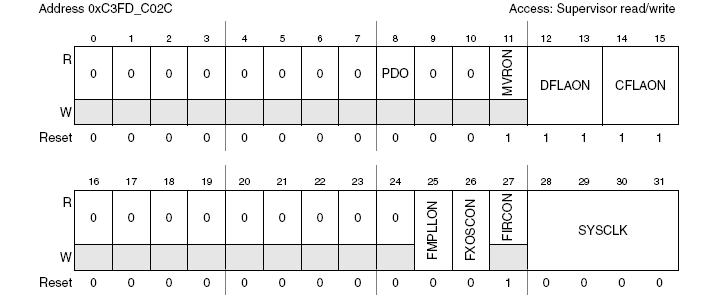 Address 0xC3FD_C02C Access: Supervisor read/write
0 1 2 3 4 5 6 7 8 9 10 11 12 13 14 15
R 0 0 0 0 0 0 0 0 PDO 0 0 MVRON DFLAON CFLAON
W
Reset 0 0 0 0 0 0 0 0 0 0 0 1 1 1 1 1
16 17 18 19 20 21 22 23 24 25 26 27 28 29 30 31
R 0 0 0 0 0 0 0 0 0 FMPLLON FXOSCON FIRCON SYSCLK
W
Reset 0 0 0 0 0 0 0 0 0 0 0 1 0 0 0 0